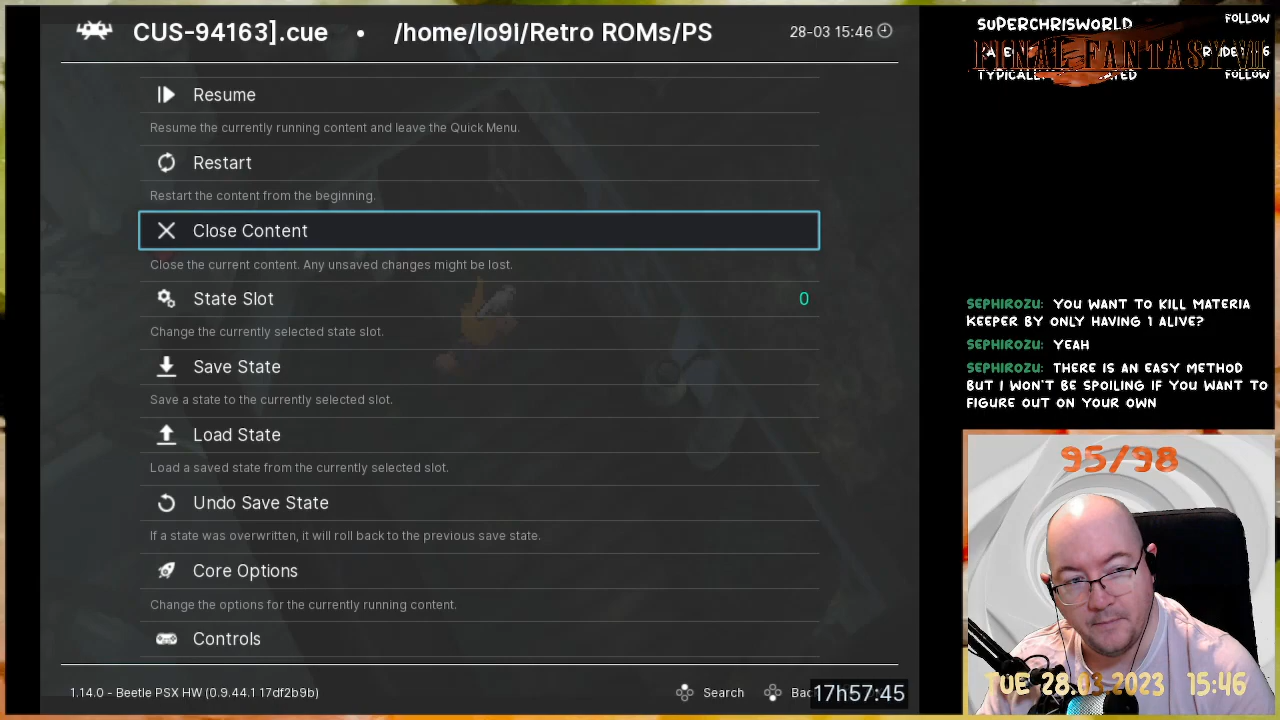 CUS-94163].cue • /home/lo9i/Retro ROMs/PS
28-03 15:46
Resume
Resume the currently running content and leave the Quick Menu.
Restart
Restart the content from the beginning.
Close Content
Close the current content. Any unsaved changes might be lost.
State Slot 0
Change the currently selected state slot.
Save State
Save a state to the currently selected slot.
Load State
Load a saved state from the currently selected slot.
Undo Save State
If a state was overwritten, it will roll back to the previous save state.
Core Options
Change the options for the currently running content.
Controls
1.14.0 - Beetle PSX HW (0.9.44.1 17df2b9b)
Search
17h57:45
SUPERCHRISWORLD
FOLLOW
FINAL FANTASY VII
FOLLOW
SEPHIROZU: YOU WANT TO KILL MATERIA
KEEPER BY ONLY HAVING 1 ALIVE?
SEPHIROZU: YEAH
SEPHIROZU: THERE IS AN EASY METHOD
BUT I WON'T BE SPOILING IF YOU WANT TO
FIGURE OUT ON YOUR OWN
95/98
TUE 28.03.2023 15:46